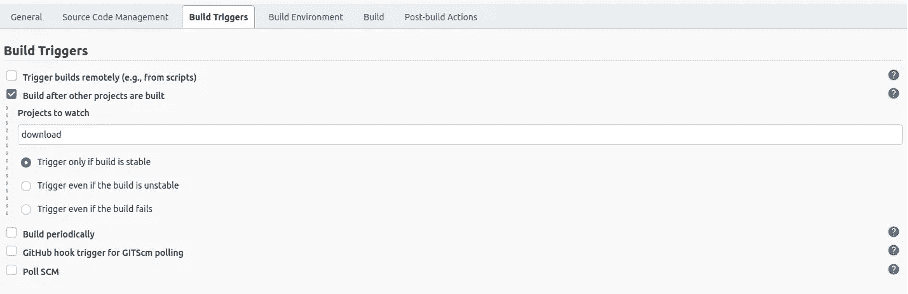 General Source Code Management Build Triggers Build Environment Build Post-build Actions
Build Triggers
Trigger builds remotely (e.g., from scripts)
Build after other projects are built
Projects to watch
download
Trigger only if build is stable
Trigger even if the build is unstable
Trigger even if the build fails
Build periodically
GitHub hook trigger for GITScm polling
Poll SCM